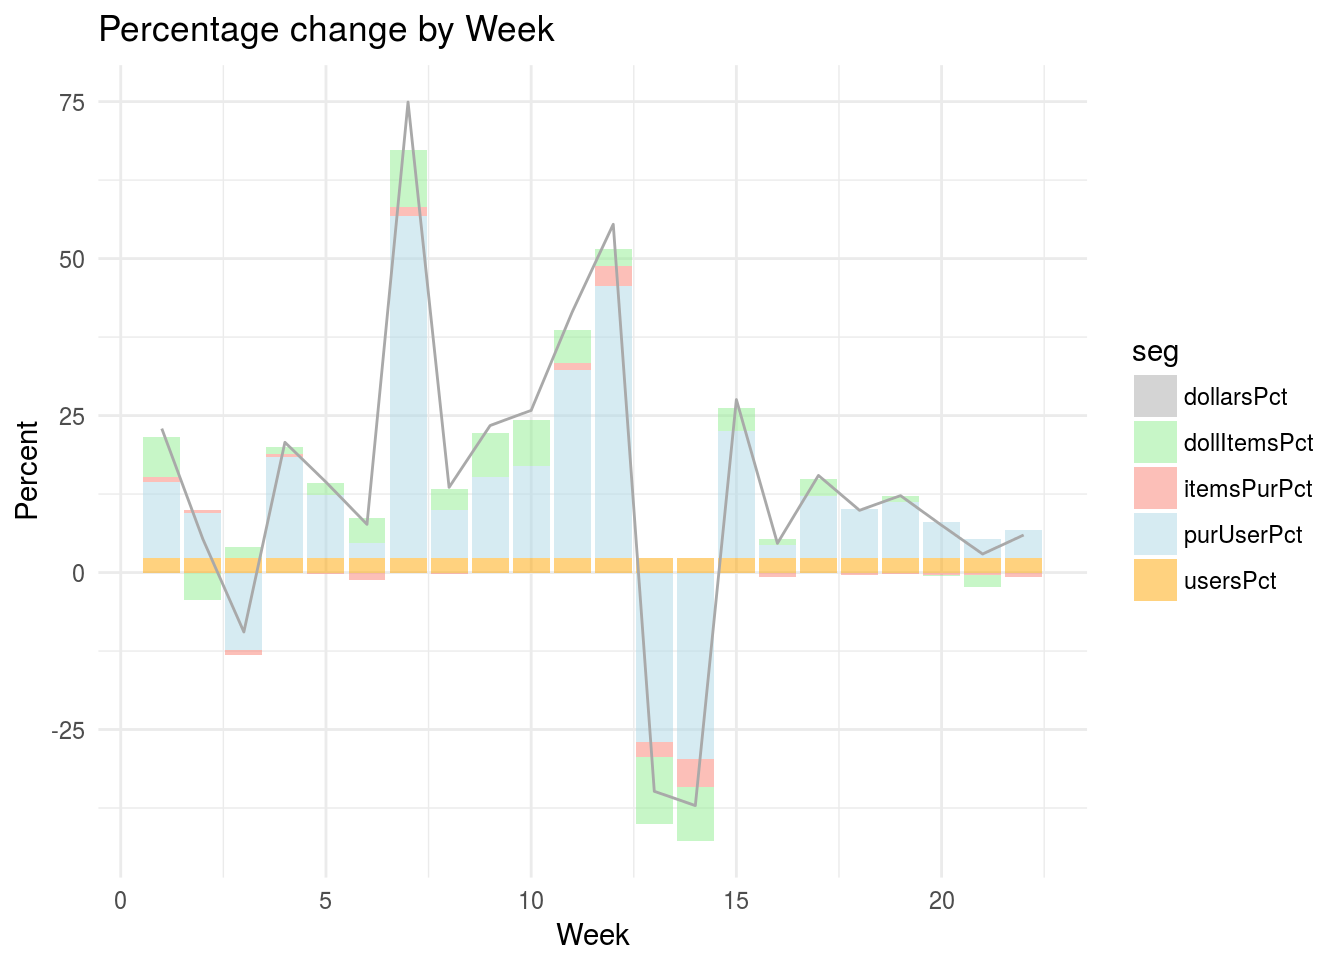 Percentage change by Week
75
50
25
0
-25
Percent
0 5 10 15 20
Week
seg
dollarsPct
dollItemsPct
itemsPurPct
purUserPct
usersPct